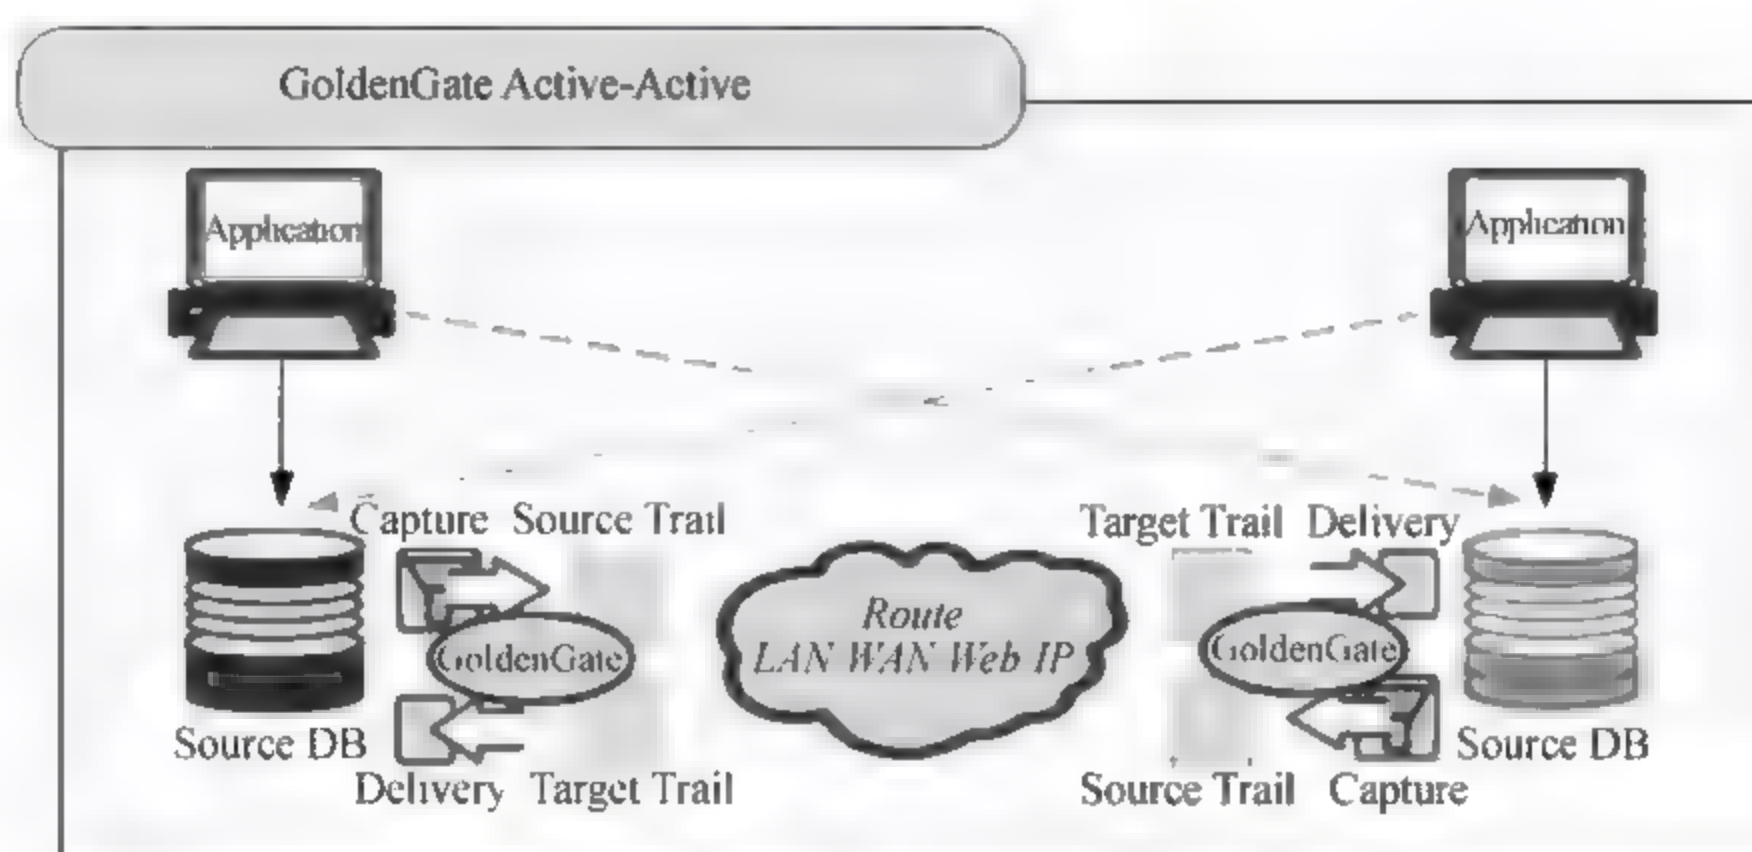 GoldenGate Active-Active
Application
Application
Capture Source Trail
Target Trail Delivery
Route
LAN WAN Web IP
GoldenGate
GoldenGate
Source DB
Source DB
Delivery Target Trail
Source Trail Capture